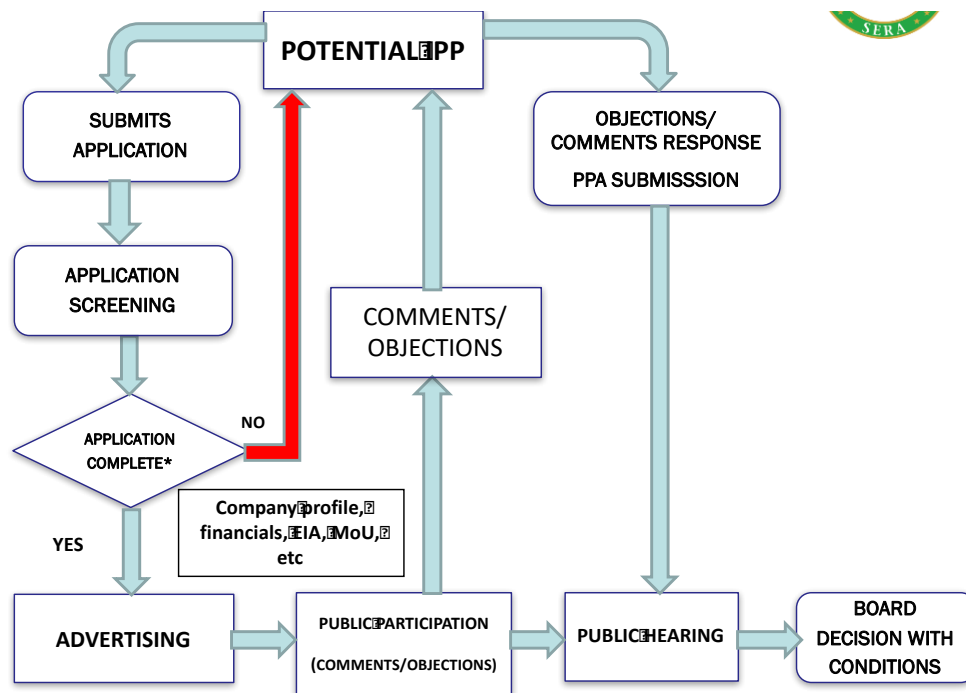 SERA
POTENTIAL IPP
SUBMITS
APPLICATION
OBJECTIONS/
COMMENTS RESPONSE
PPA SUBMISSSION
APPLICATION
SCREENING
COMMENTS/
OBJECTIONS
NO
APPLICATION
COMPLETE*
Company profile,
financials, EIA, MoU,
etc
YES
ADVERTISING
PUBLIC PARTICIPATION
(COMMENTS/OBJECTIONS)
PUBLIC HEARING
BOARD
DECISION WITH
CONDITIONS